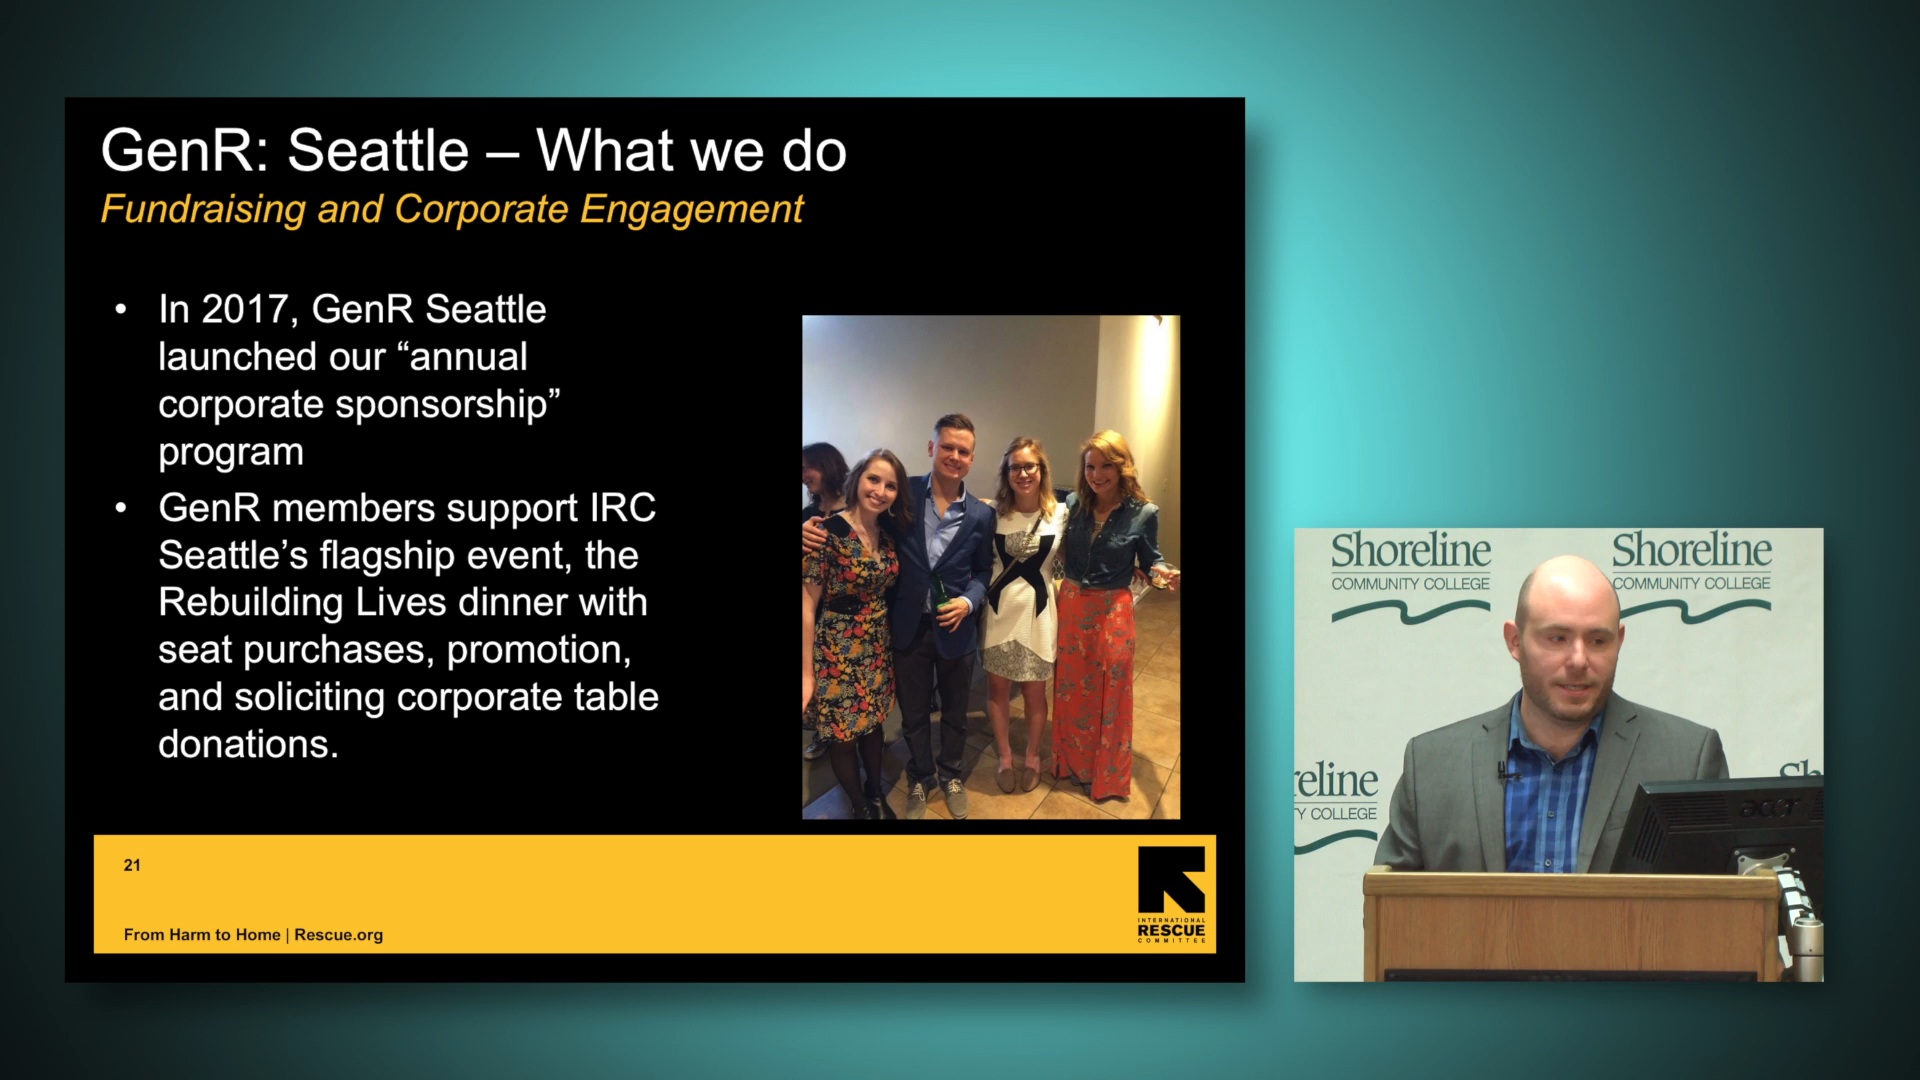 GenR: Seattle – What we do
Fundraising and Corporate Engagement
• In 2017, GenR Seattle
launched our “annual
corporate sponsorship”
program
• GenR members support IRC
Seattle’s flagship event, the
Rebuilding Lives dinner with
seat purchases, promotion,
and soliciting corporate table
donations.
21
From Harm to Home | Rescue.org
INTERNATIONAL
RESCUE
COMMITTEE
Shoreline
COMMUNITY COLLEGE
Shoreline
COMMUNITY COLLEGE
reline
Y COLLEGE
Sh
acer